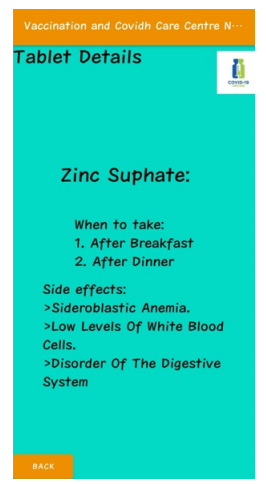 Vaccination and Covidh Care Centre N...
Tablet Details
COVID-19
Zinc Suphate:
When to take:
1. After Breakfast
2. After Dinner
Side effects:
>Sideroblastic Anemia.
>Low Levels Of White Blood
Cells.
>Disorder Of The Digestive
System
BACK